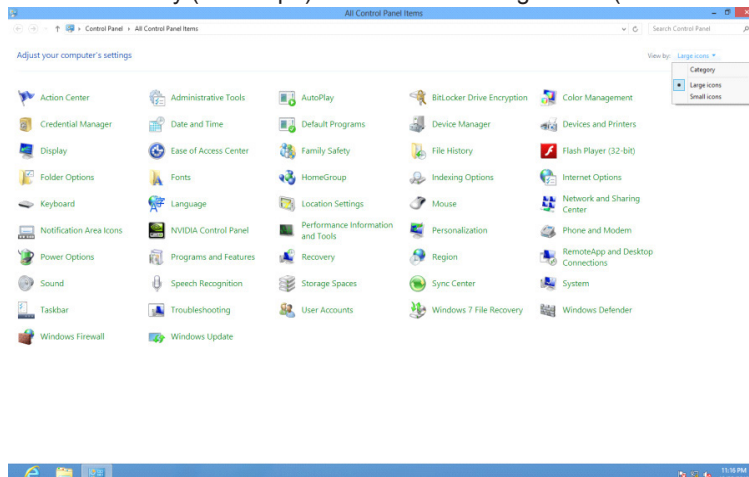 All Control Panel Items
Control Panel All Control Panel Items
Search Control Panel
Adjust your computer's settings
View by: Large icons
Category
Large icons
Small icons
Action Center Administrative Tools AutoPlay BitLocker Drive Encryption Color Management
Credential Manager Date and Time Default Programs Device Manager Devices and Printers
Display Ease of Access Center Family Safety File History Flash Player (32-bit)
Folder Options Fonts HomeGroup Indexing Options Internet Options
Keyboard Language Location Settings Mouse Network and Sharing
Center
Notification Area Icons NVIDIA Control Panel Performance Information
and Tools Personalization Phone and Modem
Power Options Programs and Features Recovery Region RemoteApp and Desktop
Connections
Sound Speech Recognition Storage Spaces Sync Center System
Taskbar Troubleshooting User Accounts Windows 7 File Recovery Windows Defender
Windows Firewall Windows Update
11:16 PM